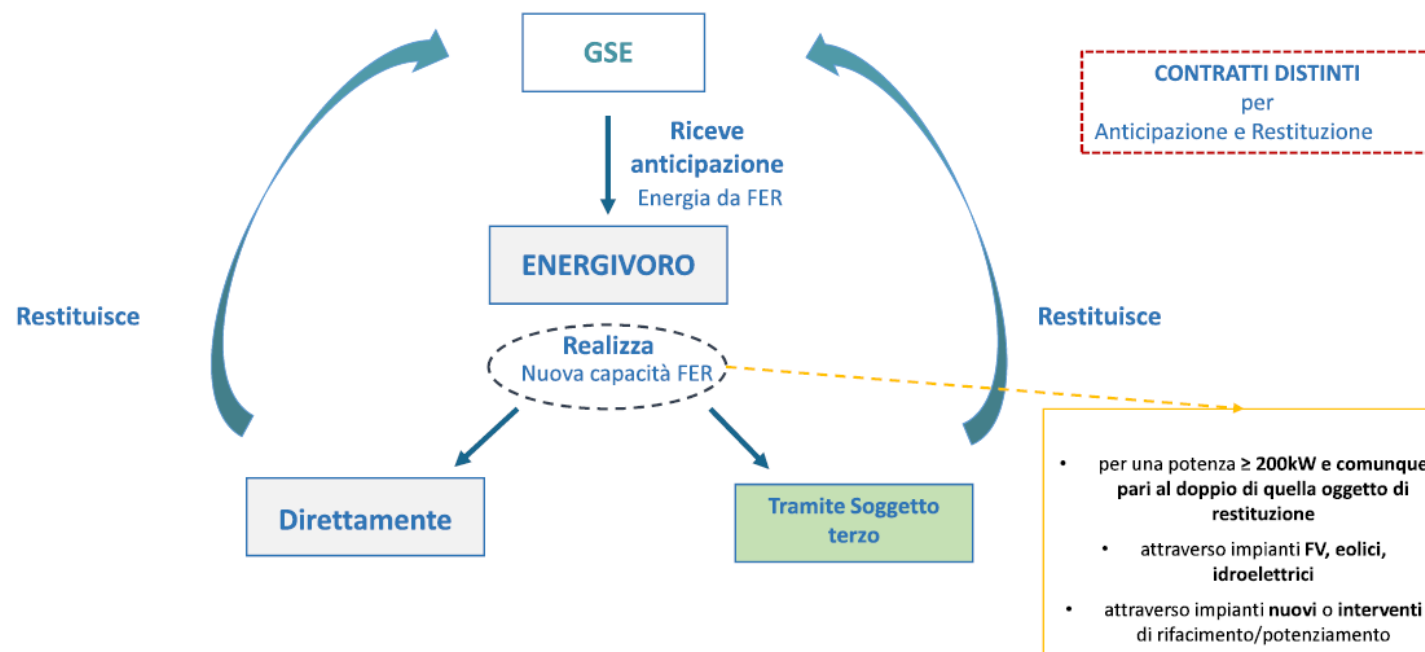 GSE
CONTRATTI DISTINTI
per
Anticipazione e Restituzione
Riceve
anticipazione
Energia da FER
ENERGIVORO
Restituisce
Restituisce
Realizza
Nuova capacità FER
Direttamente
Tramite Soggetto
terzo
• per una potenza ≥ 200kW e comunque
pari al doppio di quella oggetto di
restituzione
• attraverso impianti FV, eolici,
idroelettrici
• attraverso impianti nuovi o interventi
di rifacimento/potenziamento